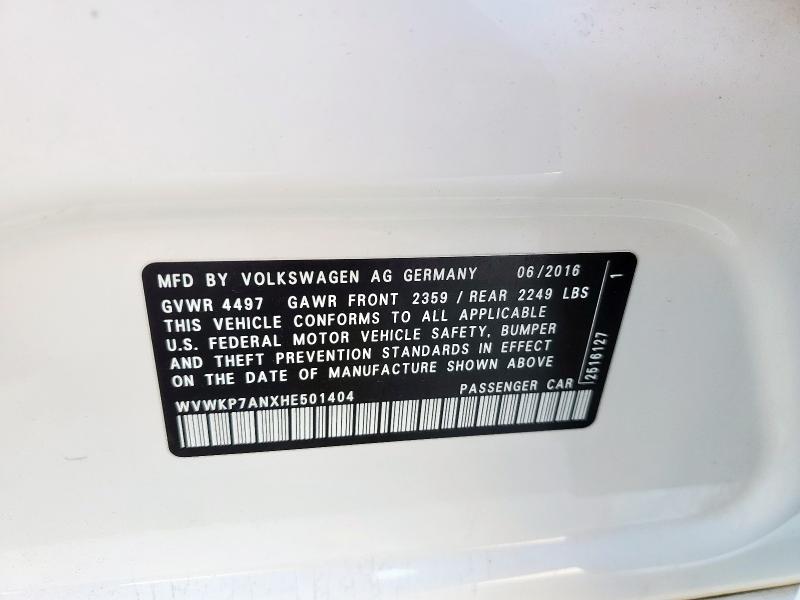 MFD BY VOLKSWAGEN AG GERMANY 06/2016
GVWR 4497 GAWR FRONT 2359 / REAR 2249 LBS
THIS VEHICLE CONFORMS TO ALL APPLICABLE
U.S. FEDERAL MOTOR VEHICLE SAFETY, BUMPER
AND THEFT PREVENTION STANDARDS IN EFFECT
ON THE DATE OF MANUFACTURE SHOWN ABOVE
WVWKP7ANXHE501404 PASSENGER CAR
2516127 1